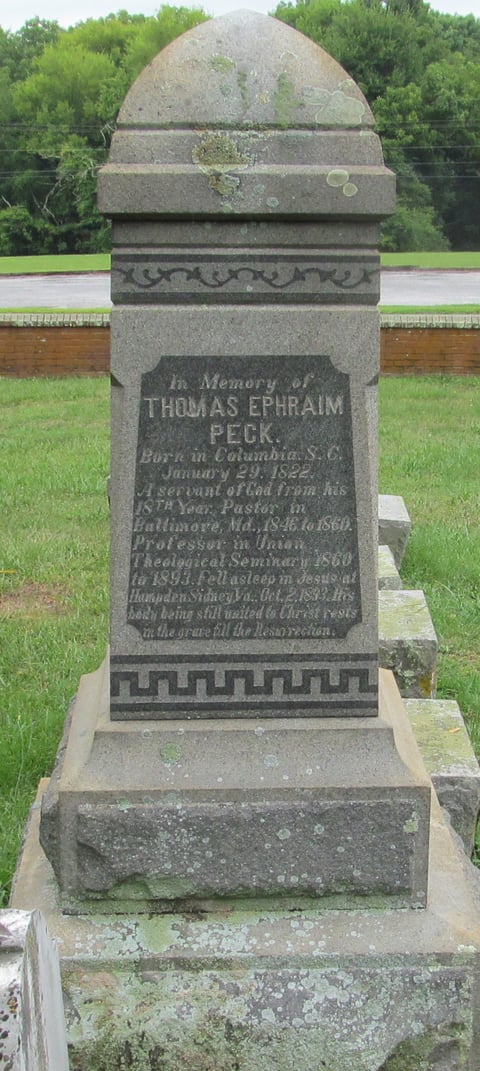 In Memory of
THOMAS EPHRAIM
PECK.
Born in Columbia. S. C.
January 29. 1822.
A servant of God from his
18TH Year. Pastor in
Baltimore, Md., 1846. to 1860.
Professor in Union
Theological Seminary 1860
to 1893. Fell asleep in Jesus at
Hampden Sidney Va., Oct. 2, 1893. His
body being still united to Christ rests
in the grave till the Resurrection.